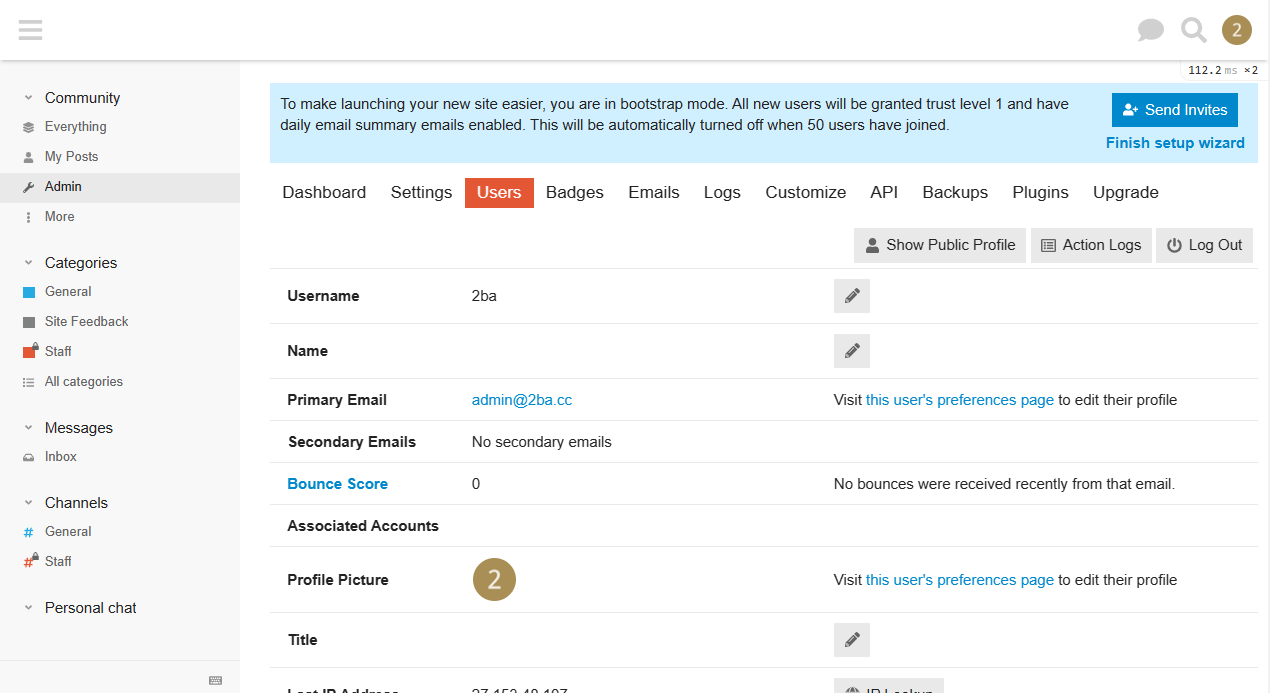 2
112.2 ms ×2
Community
Everything
My Posts
Admin
More
Categories
General
Site Feedback
Staff
All categories
Messages
Inbox
Channels
# General
# Staff
Personal chat
To make launching your new site easier, you are in bootstrap mode. All new users will be granted trust level 1 and have
daily email summary emails enabled. This will be automatically turned off when 50 users have joined.
Send Invites
Finish setup wizard
Dashboard Settings Users Badges Emails Logs Customize API Backups Plugins Upgrade
Show Public Profile Action Logs Log Out
Username 2ba
Name
Primary Email admin@2ba.cc Visit this user's preferences page to edit their profile
Secondary Emails No secondary emails
Bounce Score 0 No bounces were received recently from that email.
Associated Accounts
Profile Picture 2 Visit this user's preferences page to edit their profile
Title
Last IP Address IP Lookup